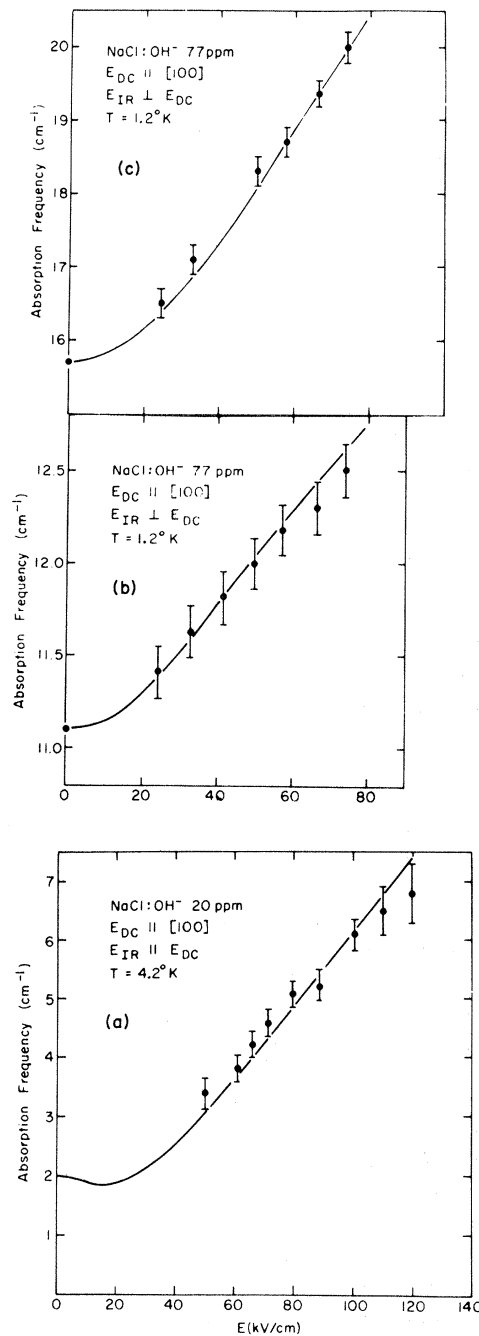 20
19
18
17
16
Absorption Frequency (cm⁻¹)
NaCl:OH⁻ 77ppm
E_DC ∥ [100]
E_IR ⊥ E_DC
T = 1.2°K
(c)
12.5
12.0
11.5
11.0
Absorption Frequency (cm⁻¹)
NaCl:OH⁻ 77 ppm
E_DC ∥ [100]
E_IR ⊥ E_DC
T = 1.2°K
(b)
0 20 40 60 80
7
6
5
4
3
2
1
Absorption Frequency (cm⁻¹)
NaCl:OH⁻ 20 ppm
E_DC ∥ [100]
E_IR ∥ E_DC
T = 4.2°K
(a)
0 20 40 60 80 100 120 140
E(kV/cm)